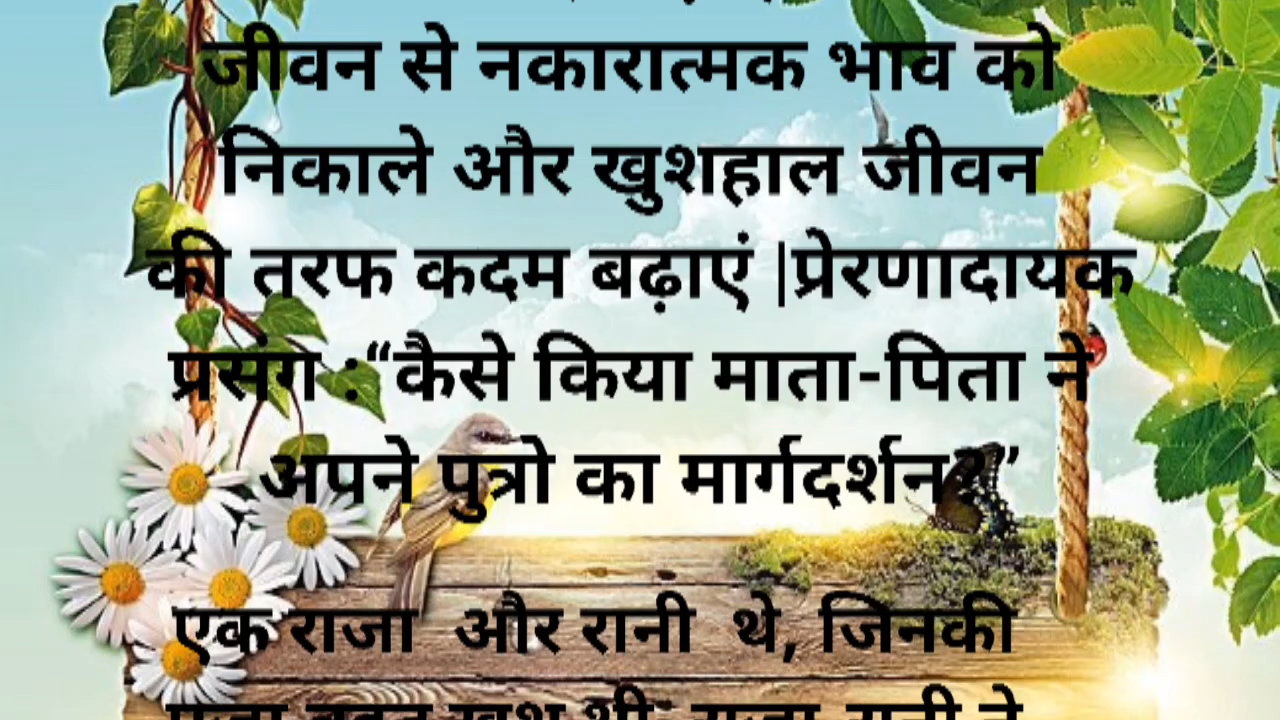 जीवन से नकारात्मक भाव को
निकाले और खुशहाल जीवन
की तरफ कदम बढ़ाएं |प्रेरणादायक
प्रसंग :“कैसे किया माता-पिता ने
अपने पुत्रो का मार्गदर्शन?”
एक राजा और रानी थे, जिनकी